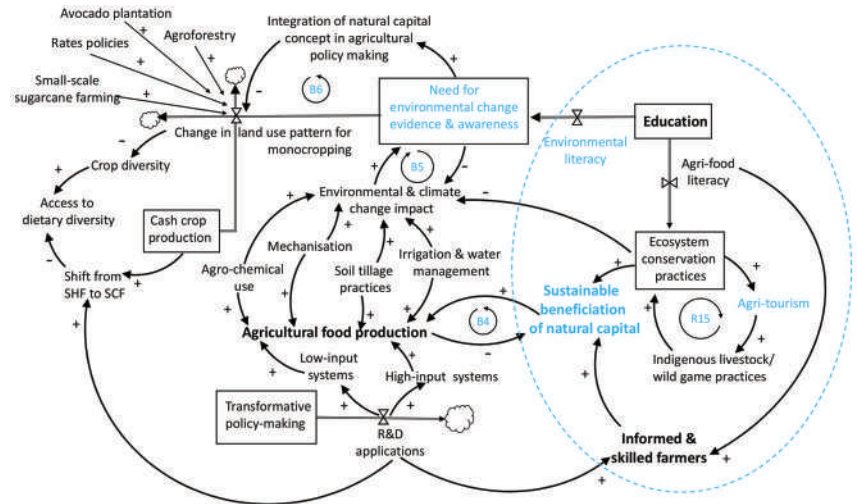 Avocado plantation
Rates policies
Agroforestry
Small-scale
sugarcane farming
Integration of natural capital
concept in agricultural
policy making
B6
Need for
environmental change
evidence & awareness
Environmental
literacy
Education
Agri-food
literacy
Change in land use pattern for
monocropping
Crop diversity
Access to
dietary diversity
Cash crop
production
Shift from
SHF to SCF
B5
Environmental & climate
change impact
Mechanisation
Agro-chemical
use
Soil tillage
practices
Irrigation & water
management
Agricultural food production
B4
Sustainable
beneficiation
of natural capital
Ecosystem
conservation
practices
R15
Agri-tourism
Indigenous livestock/
wild game practices
Low-input
systems
High-input systems
Transformative
policy-making
R&D
applications
Informed &
skilled farmers